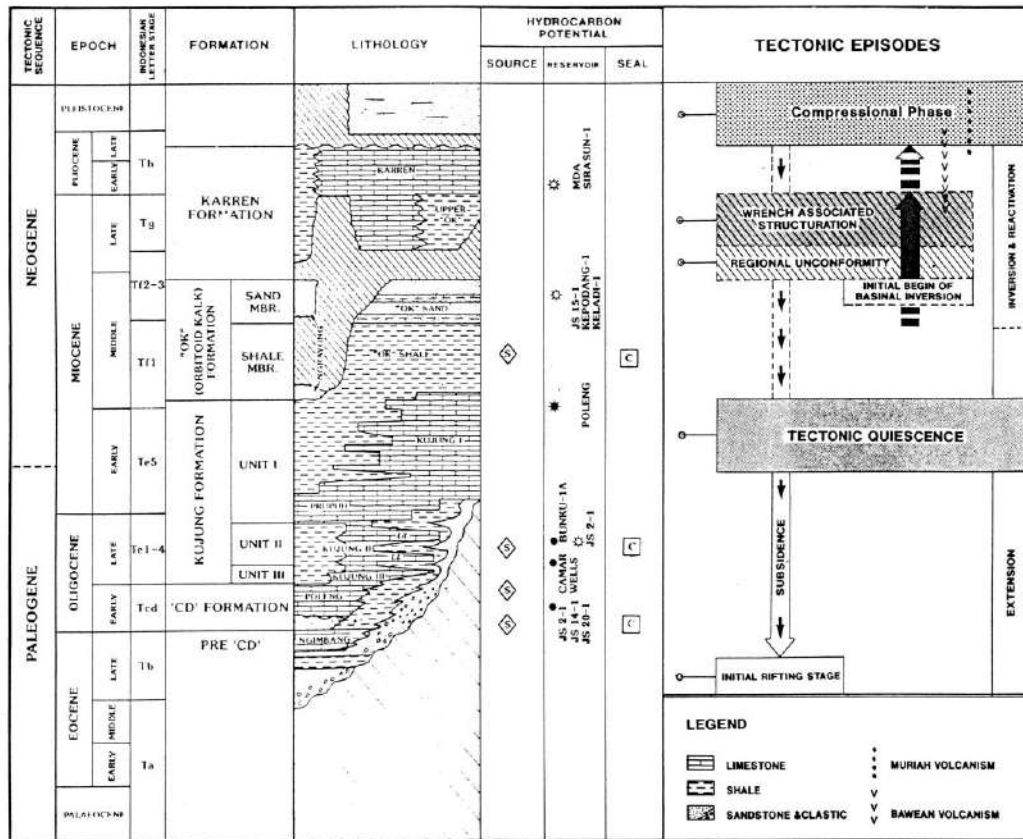 TECTONIC SEQUENCE
EPOCH
INDONESIAN LETTER STAGE
FORMATION
LITHOLOGY
HYDROCARBON POTENTIAL
SOURCE
RESERVOIR
SEAL
TECTONIC EPISODES
NEOGENE
PALEOGENE
PLEISTOCENE
PLIOCENE
LATE
EARLY
MIOCENE
LATE
MIDDLE
EARLY
OLIGOCENE
LATE
EARLY
EOCENE
LATE
MIDDLE
EARLY
PALAEOCENE
Th
Tg
Tf2-3
Tf1
Te5
Te1-4
Tcd
Tb
Ta
KARREN
FORMATION
"OK"
(ORBITOID KALK)
FORMATION
SAND
MBR.
SHALE
MBR.
KUJUNG FORMATION
UNIT I
UNIT II
UNIT III
'CD' FORMATION
PRE 'CD'
KARREN
UPPER
"OK"
"OK" SAND
"OK" SHALE
NGRAYONG
KUJUNG I
PRUPUH
KUJUNG II
KUJUNG III
POLENG
NGIMBANG
S
S
S
S
MDA
SIRASUN-1
JS 15-1
KEPODANG-1
KELADI-1
POLENG
BUNKU-1A
JS 2-1
CAMAR
WELLS
JS 2-1
JS 14-1
JS 20-1
C
C
C
Compressional Phase
WRENCH ASSOCIATED
STRUCTURATION
REGIONAL UNCONFORMITY
INITIAL BEGIN OF
BASINAL INVERSION
TECTONIC QUIESCENCE
SUBSIDENCE
INITIAL RIFTING STAGE
INVERSION & REACTIVATION
EXTENSION
LEGEND
LIMESTONE
SHALE
SANDSTONE &CLASTIC
MURIAH VOLCANISM
BAWEAN VOLCANISM